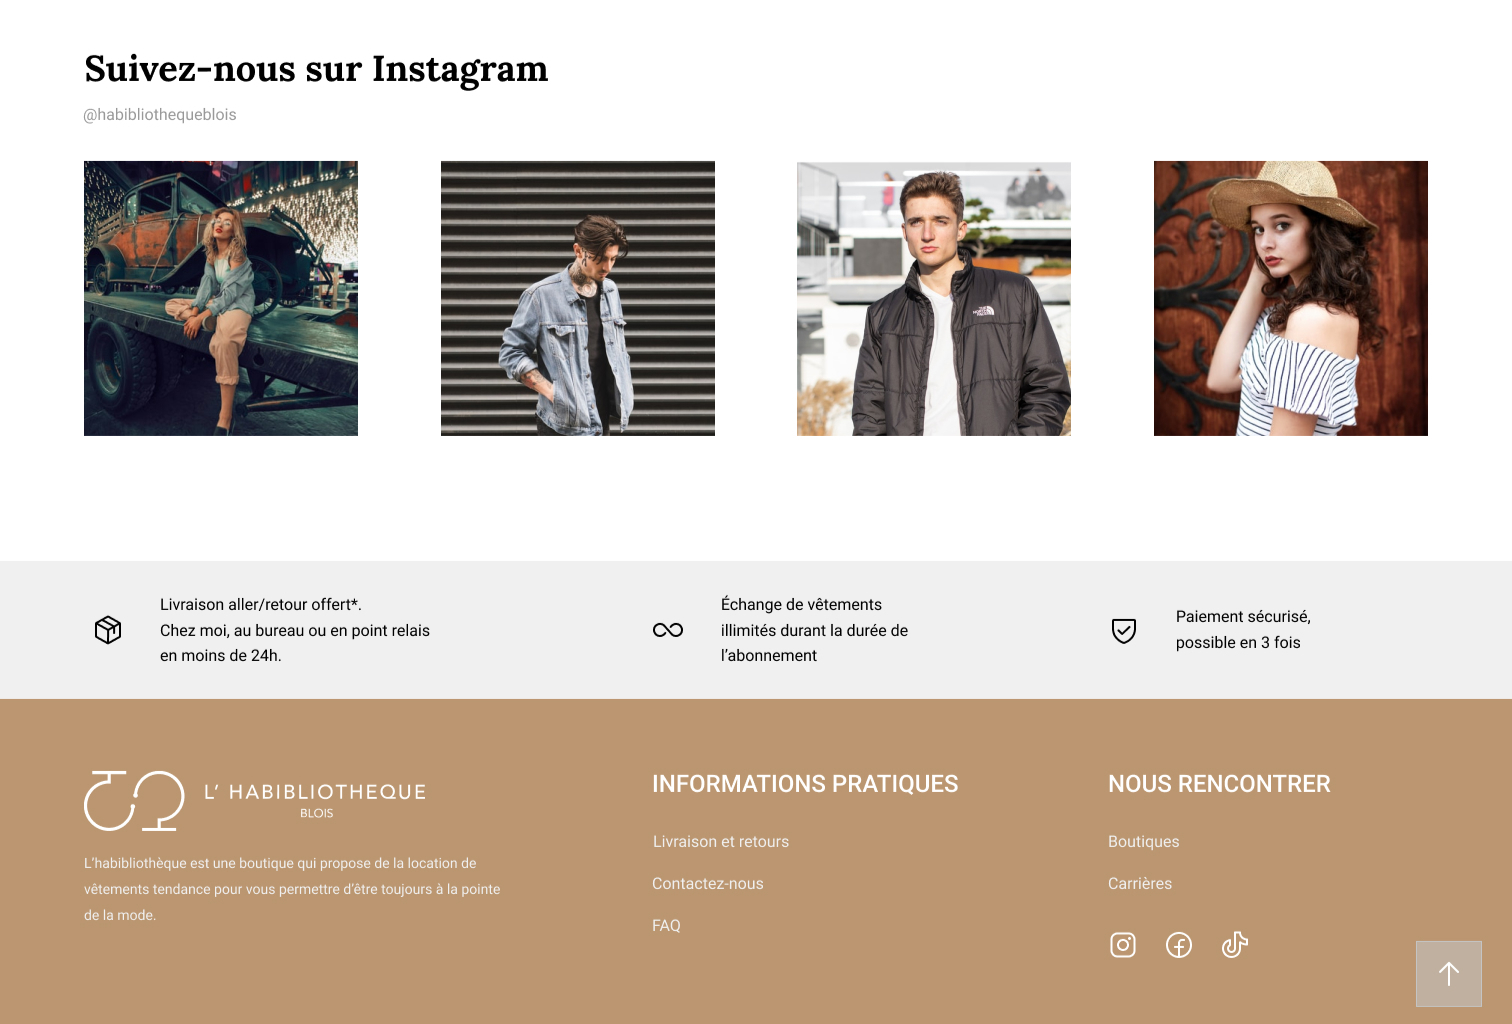 Suivez-nous sur Instagram
@habibliothequeblois
THE NORTH FACE
Livraison aller/retour offert*.
Chez moi, au bureau ou en point relais
en moins de 24h.
Échange de vêtements
illimités durant la durée de
l’abonnement
Paiement sécurisé,
possible en 3 fois
L’ HABIBLIOTHEQUE
BLOIS
L’habibliothèque est une boutique qui propose de la location de
vêtements tendance pour vous permettre d’être toujours à la pointe
de la mode.
INFORMATIONS PRATIQUES
Livraison et retours
Contactez-nous
FAQ
NOUS RENCONTRER
Boutiques
Carrières